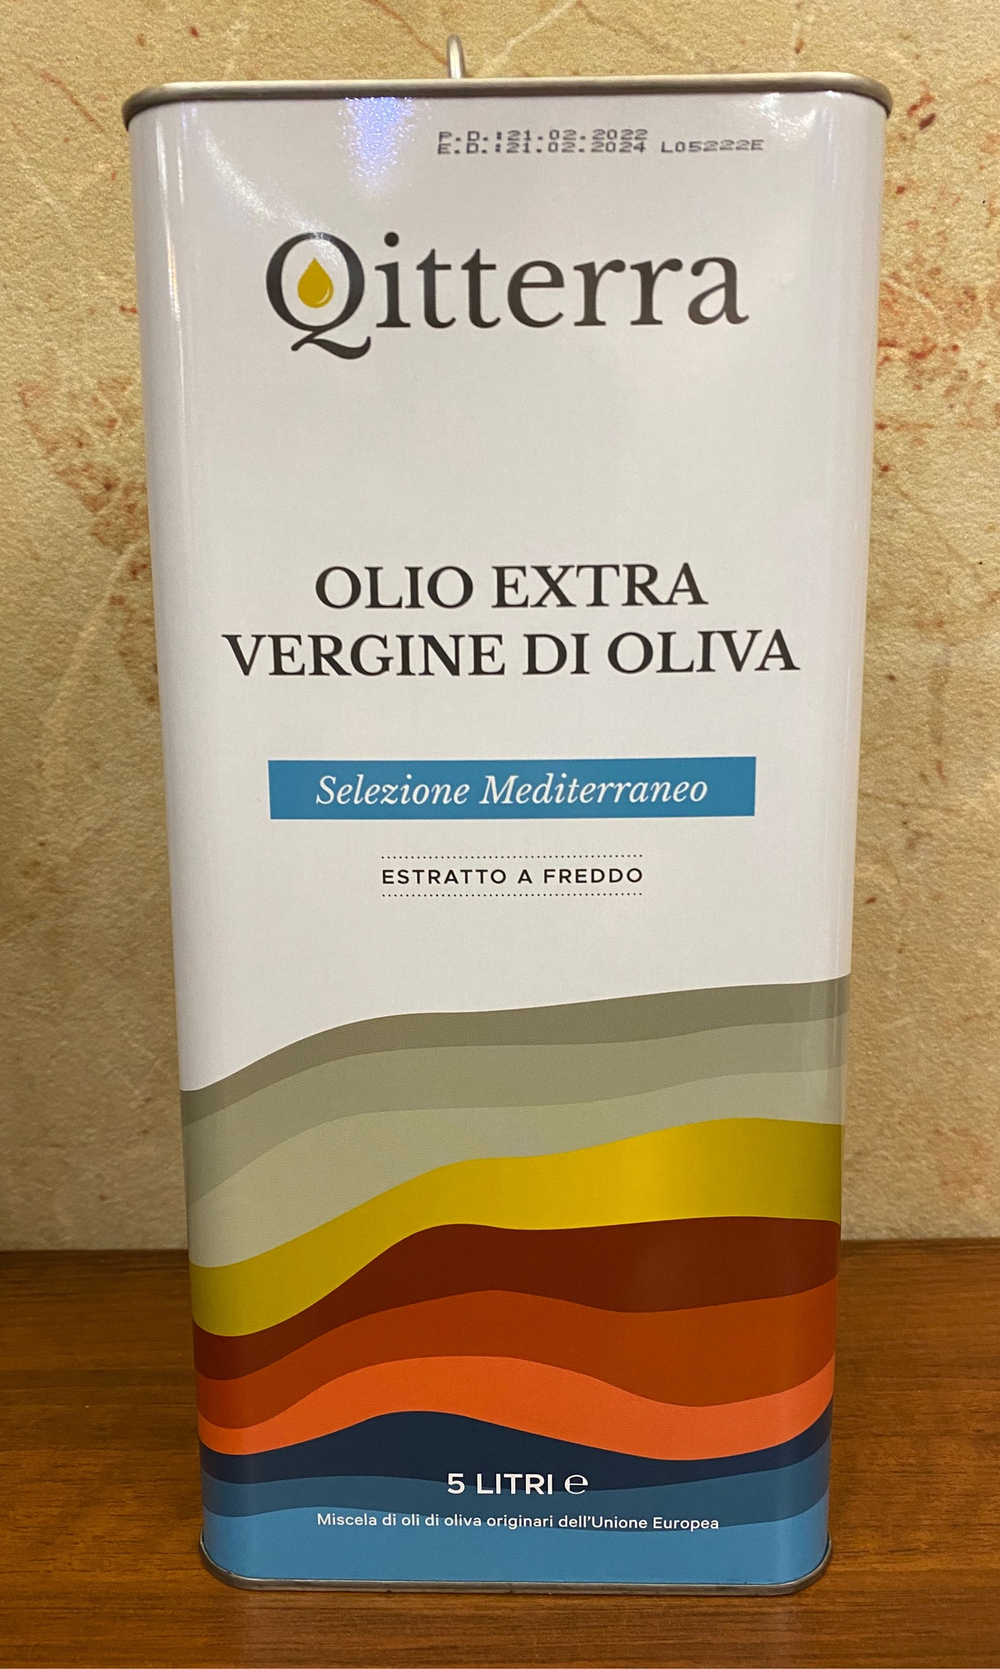 P.D.:21.02.2022
E.D.:21.02.2024 L05222E
Qitterra
OLIO EXTRA
VERGINE DI OLIVA
Selezione Mediterraneo
ESTRATTO A FREDDO
5 LITRI ℮
Miscela di oli di oliva originari dell'Unione Europea